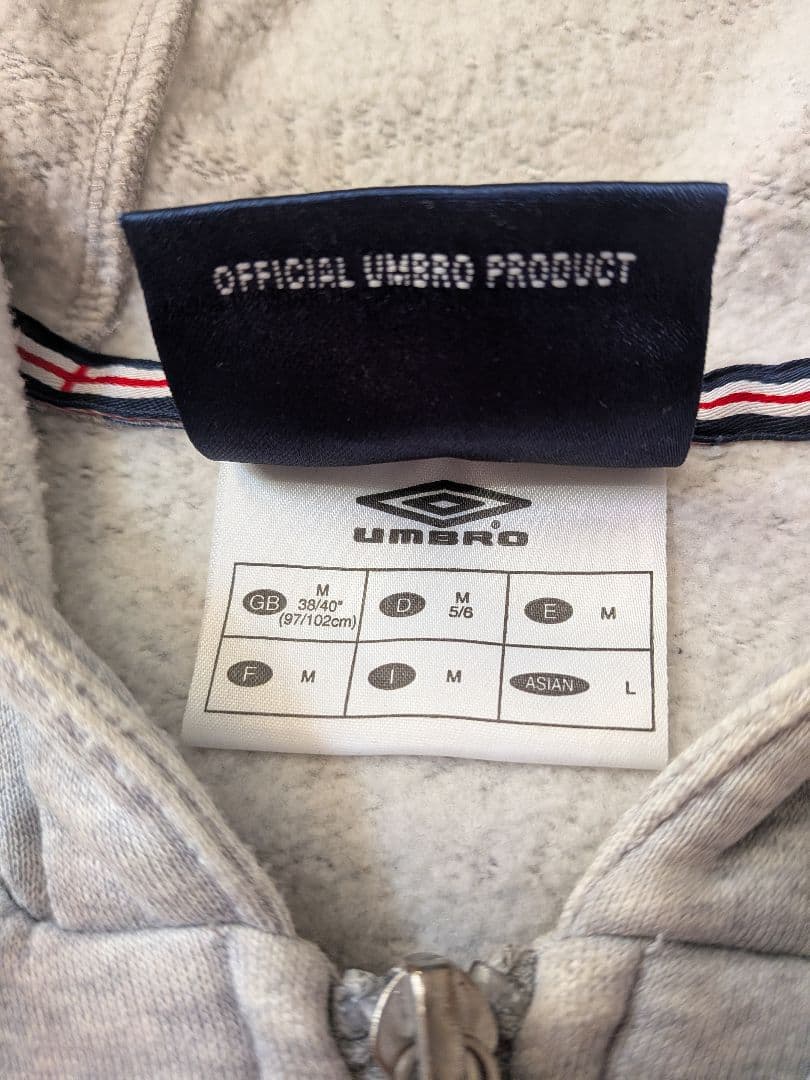 OFFICIAL UMBRO PRODUCT
UMBRO®
GB M 38/40" (97/102cm)
D M 5/6
E M
F M
I M
ASIAN L